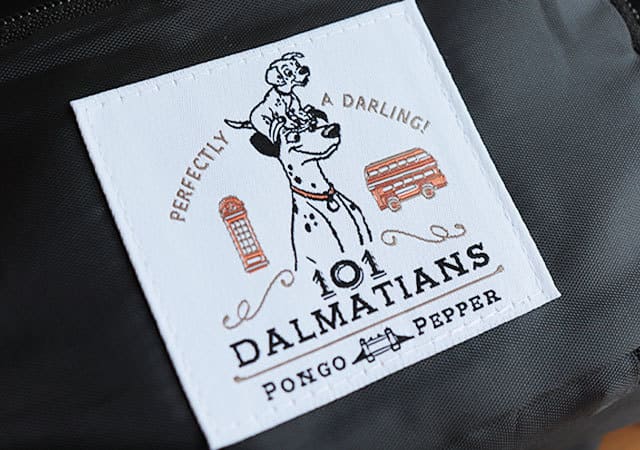 PERFECTLY
A DARLING!
101
DALMATIANS
PONGO PEPPER